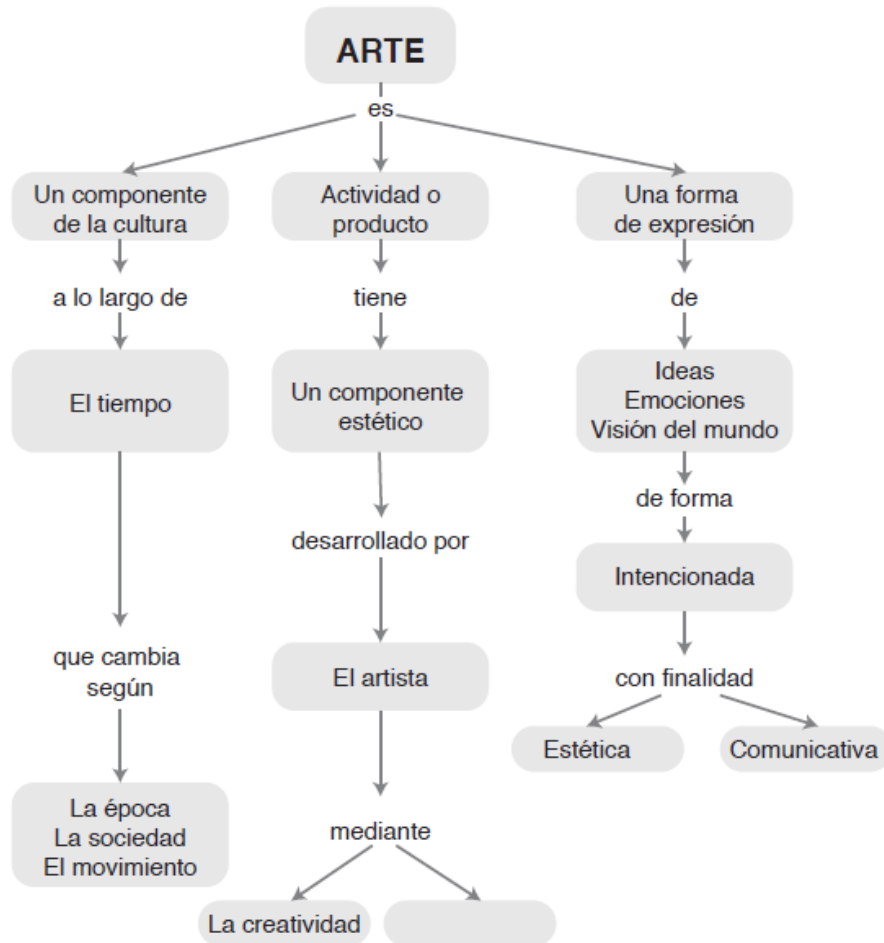 ARTE
es
Un componente
de la cultura
a lo largo de
El tiempo
que cambia
según
La época
La sociedad
El movimiento
Actividad o
producto
tiene
Un componente
estético
desarrollado por
El artista
mediante
La creatividad
Una forma
de expresión
de
Ideas
Emociones
Visión del mundo
de forma
Intencionada
con finalidad
Estética
Comunicativa